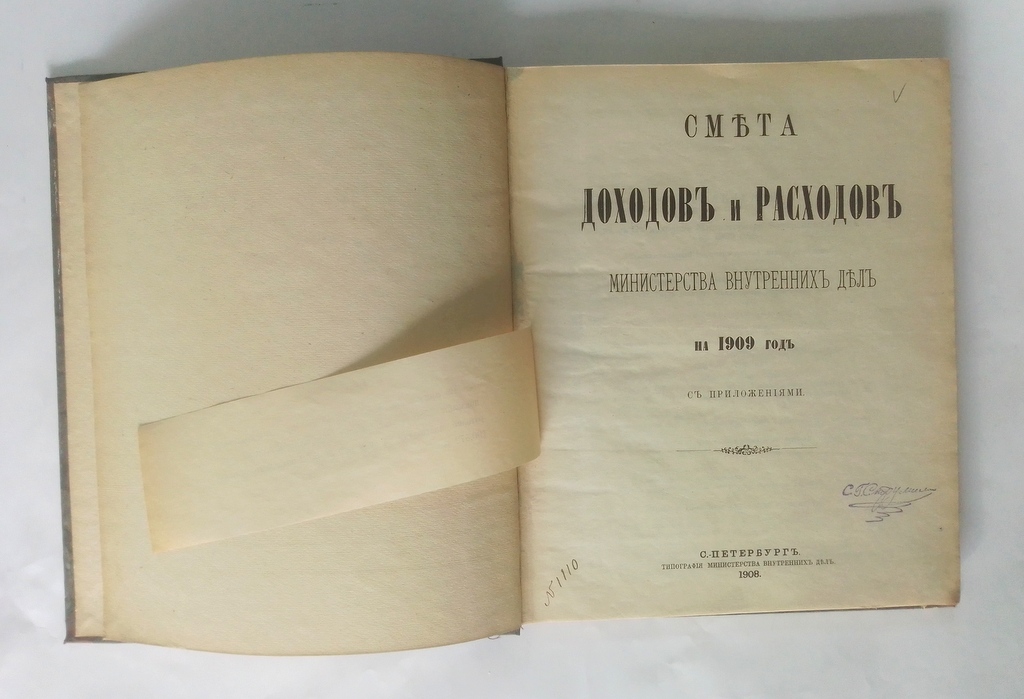 СМѢТА
ДОХОДОВЪ и РАСХОДОВЪ
МИНИСТЕРСТВА ВНУТРЕННИХЪ ДѢЛЪ
НА 1909 ГОДЪ
СЪ ПРИЛОЖЕНІЯМИ.
С.-ПЕТЕРБУРГЪ.
ТИПОГРАФІЯ МИНИСТЕРСТВА ВНУТРЕННИХЪ ДѢЛЪ.
1908.
№ 1110